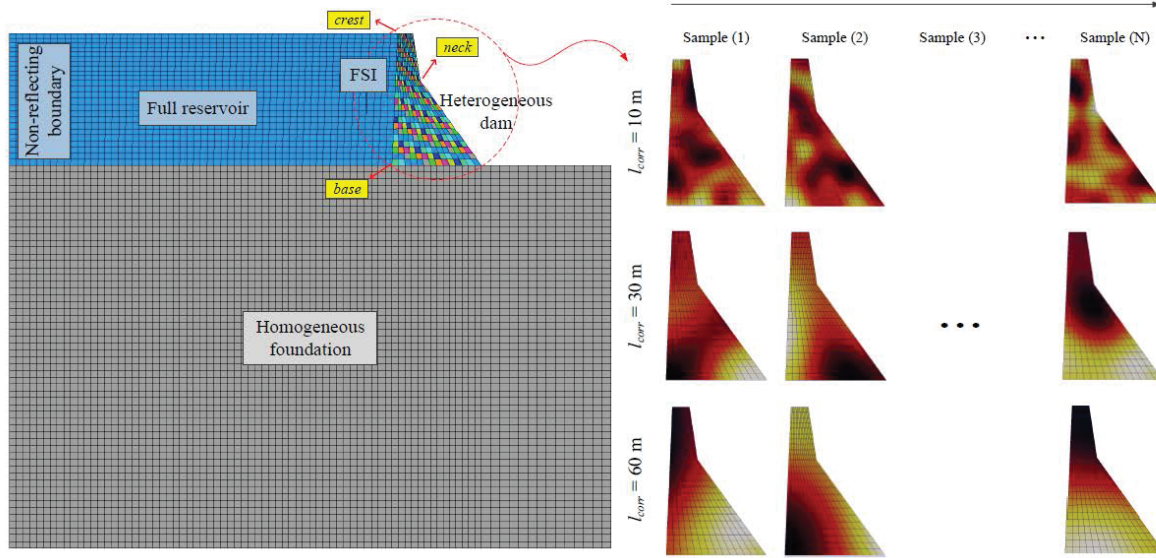 crest
neck
Non-reflecting
boundary
Full reservoir
FSI
Heterogeneous
dam
base
Homogeneous
foundation
Sample (1) Sample (2) Sample (3) ••• Sample (N)
l_corr = 10 m
l_corr = 30 m
•••
l_corr = 60 m